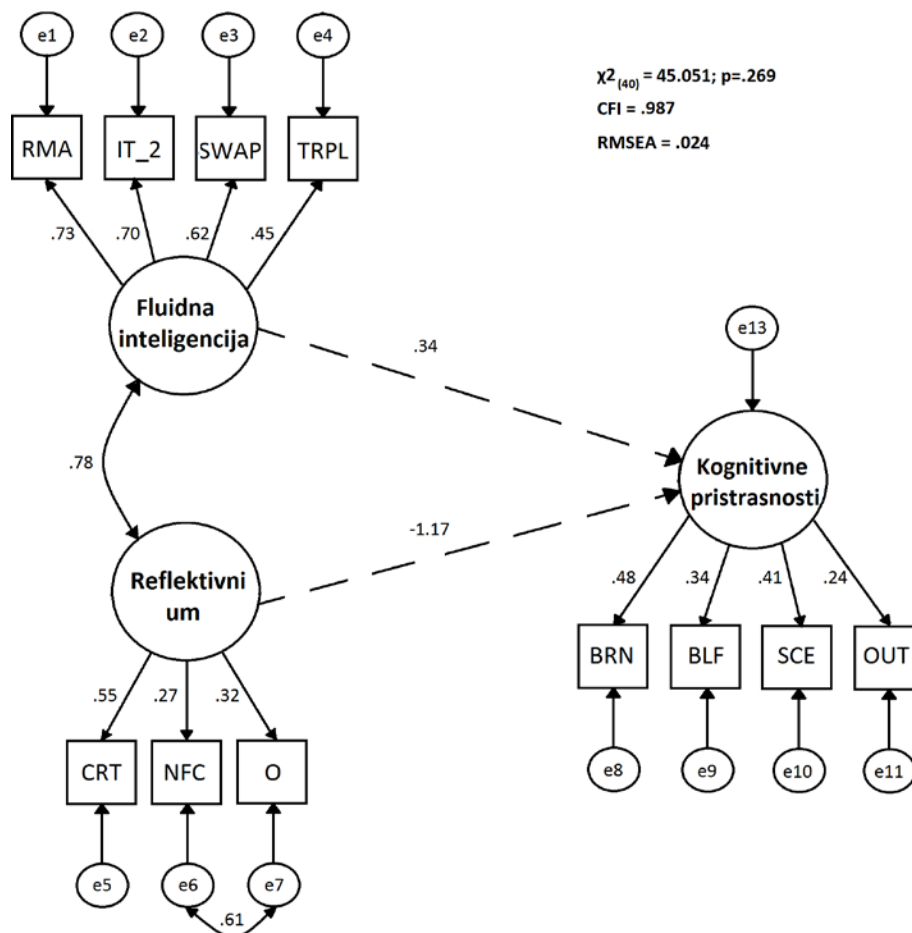 e1 e2 e3 e4
χ2 (40) = 45.051; p=.269
CFI = .987
RMSEA = .024
RMA IT_2 SWAP TRPL
.73 .70 .62 .45
Fluidna
inteligencija
e13
.34
.78
Kognitivne
pristrasnosti
-1.17
Reflektivni
um
.48 .34 .41 .24
BRN BLF SCE OUT
.55 .27 .32
CRT NFC O
e8 e9 e10 e11
e5 e6 e7
.61